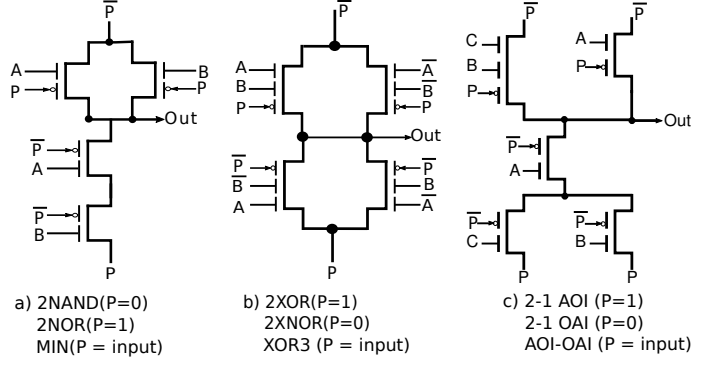 P̅ P̅ P̅ P̅
A B
P P
Out
P̅
A
P̅
B
P
A A̅
B B̅
P P
Out
P̅ P̅
B̅ B
A A̅
P
C A
B P
P
Out
P̅
A
P̅ P̅
C B
P P
a) 2NAND(P=0)
2NOR(P=1)
MIN(P = input)
b) 2XOR(P=1)
2XNOR(P=0)
XOR3 (P = input)
c) 2-1 AOI (P=1)
2-1 OAI (P=0)
AOI-OAI (P = input)